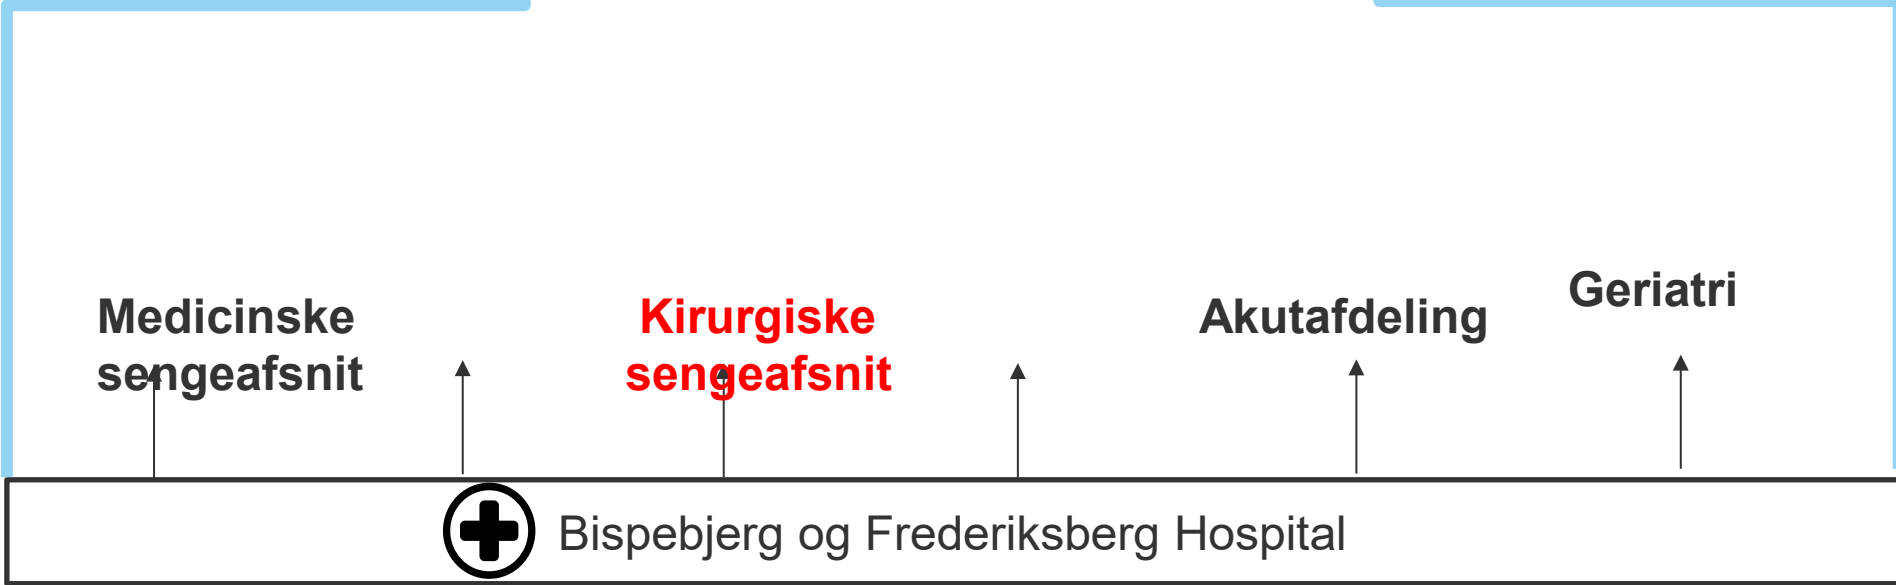 Medicinske
sengeafsnit
Kirurgiske
sengeafsnit
Akutafdeling
Geriatri
Bispebjerg og Frederiksberg Hospital